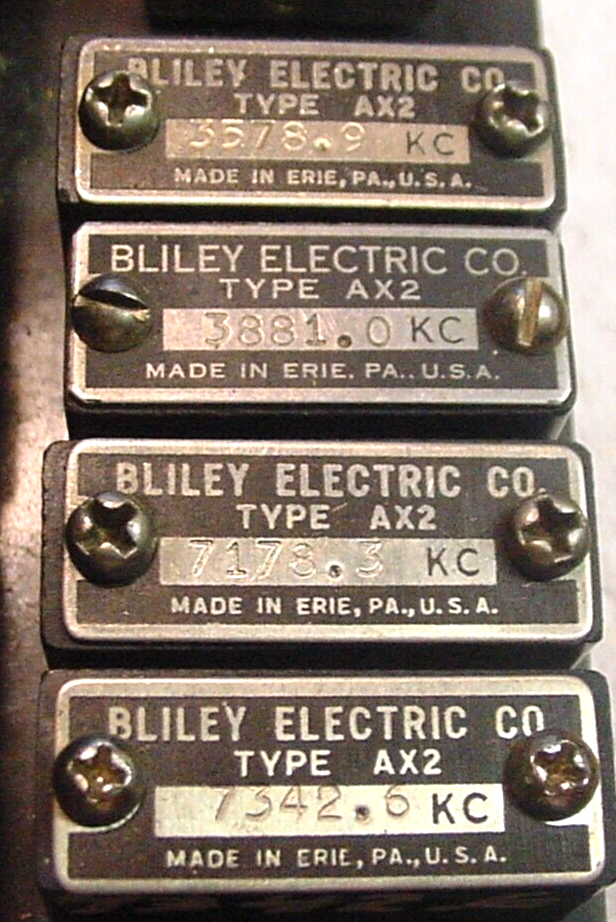 BLILEY ELECTRIC CO.
TYPE AX2
3578.9 KC
MADE IN ERIE, PA., U.S.A.
BLILEY ELECTRIC CO.
TYPE AX2
3881.0 KC
MADE IN ERIE, PA., U.S.A.
BLILEY ELECTRIC CO.
TYPE AX2
7178.3 KC
MADE IN ERIE, PA., U.S.A.
BLILEY ELECTRIC CO
TYPE AX2
7342.6 KC
MADE IN ERIE, PA., U.S.A.